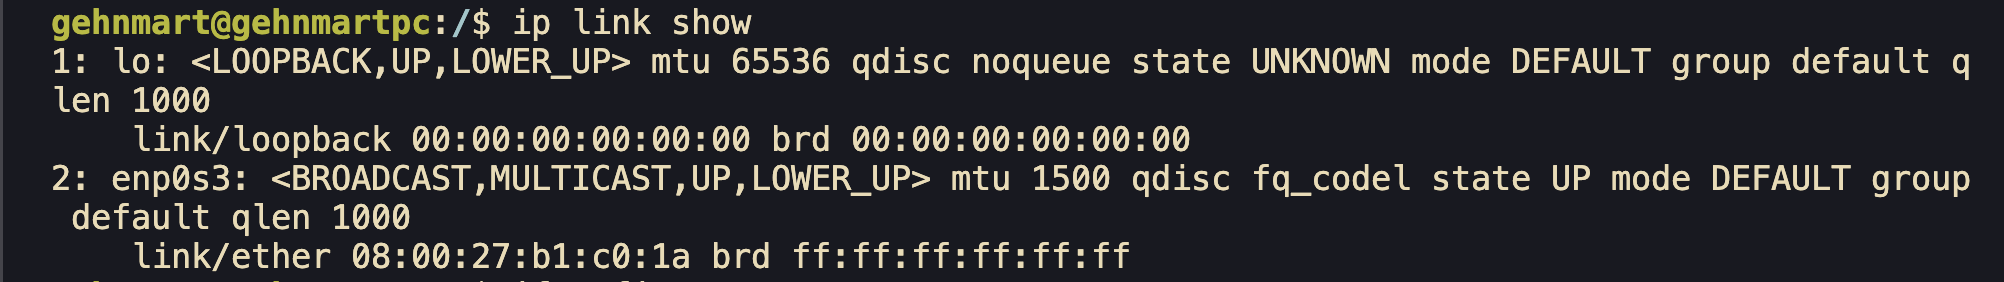 gehnmart@gehnmartpc:/$ ip link show
1: lo: <LOOPBACK,UP,LOWER_UP> mtu 65536 qdisc noqueue state UNKNOWN mode DEFAULT group default q
len 1000
    link/loopback 00:00:00:00:00:00 brd 00:00:00:00:00:00
2: enp0s3: <BROADCAST,MULTICAST,UP,LOWER_UP> mtu 1500 qdisc fq_codel state UP mode DEFAULT group
 default qlen 1000
    link/ether 08:00:27:b1:c0:1a brd ff:ff:ff:ff:ff:ff